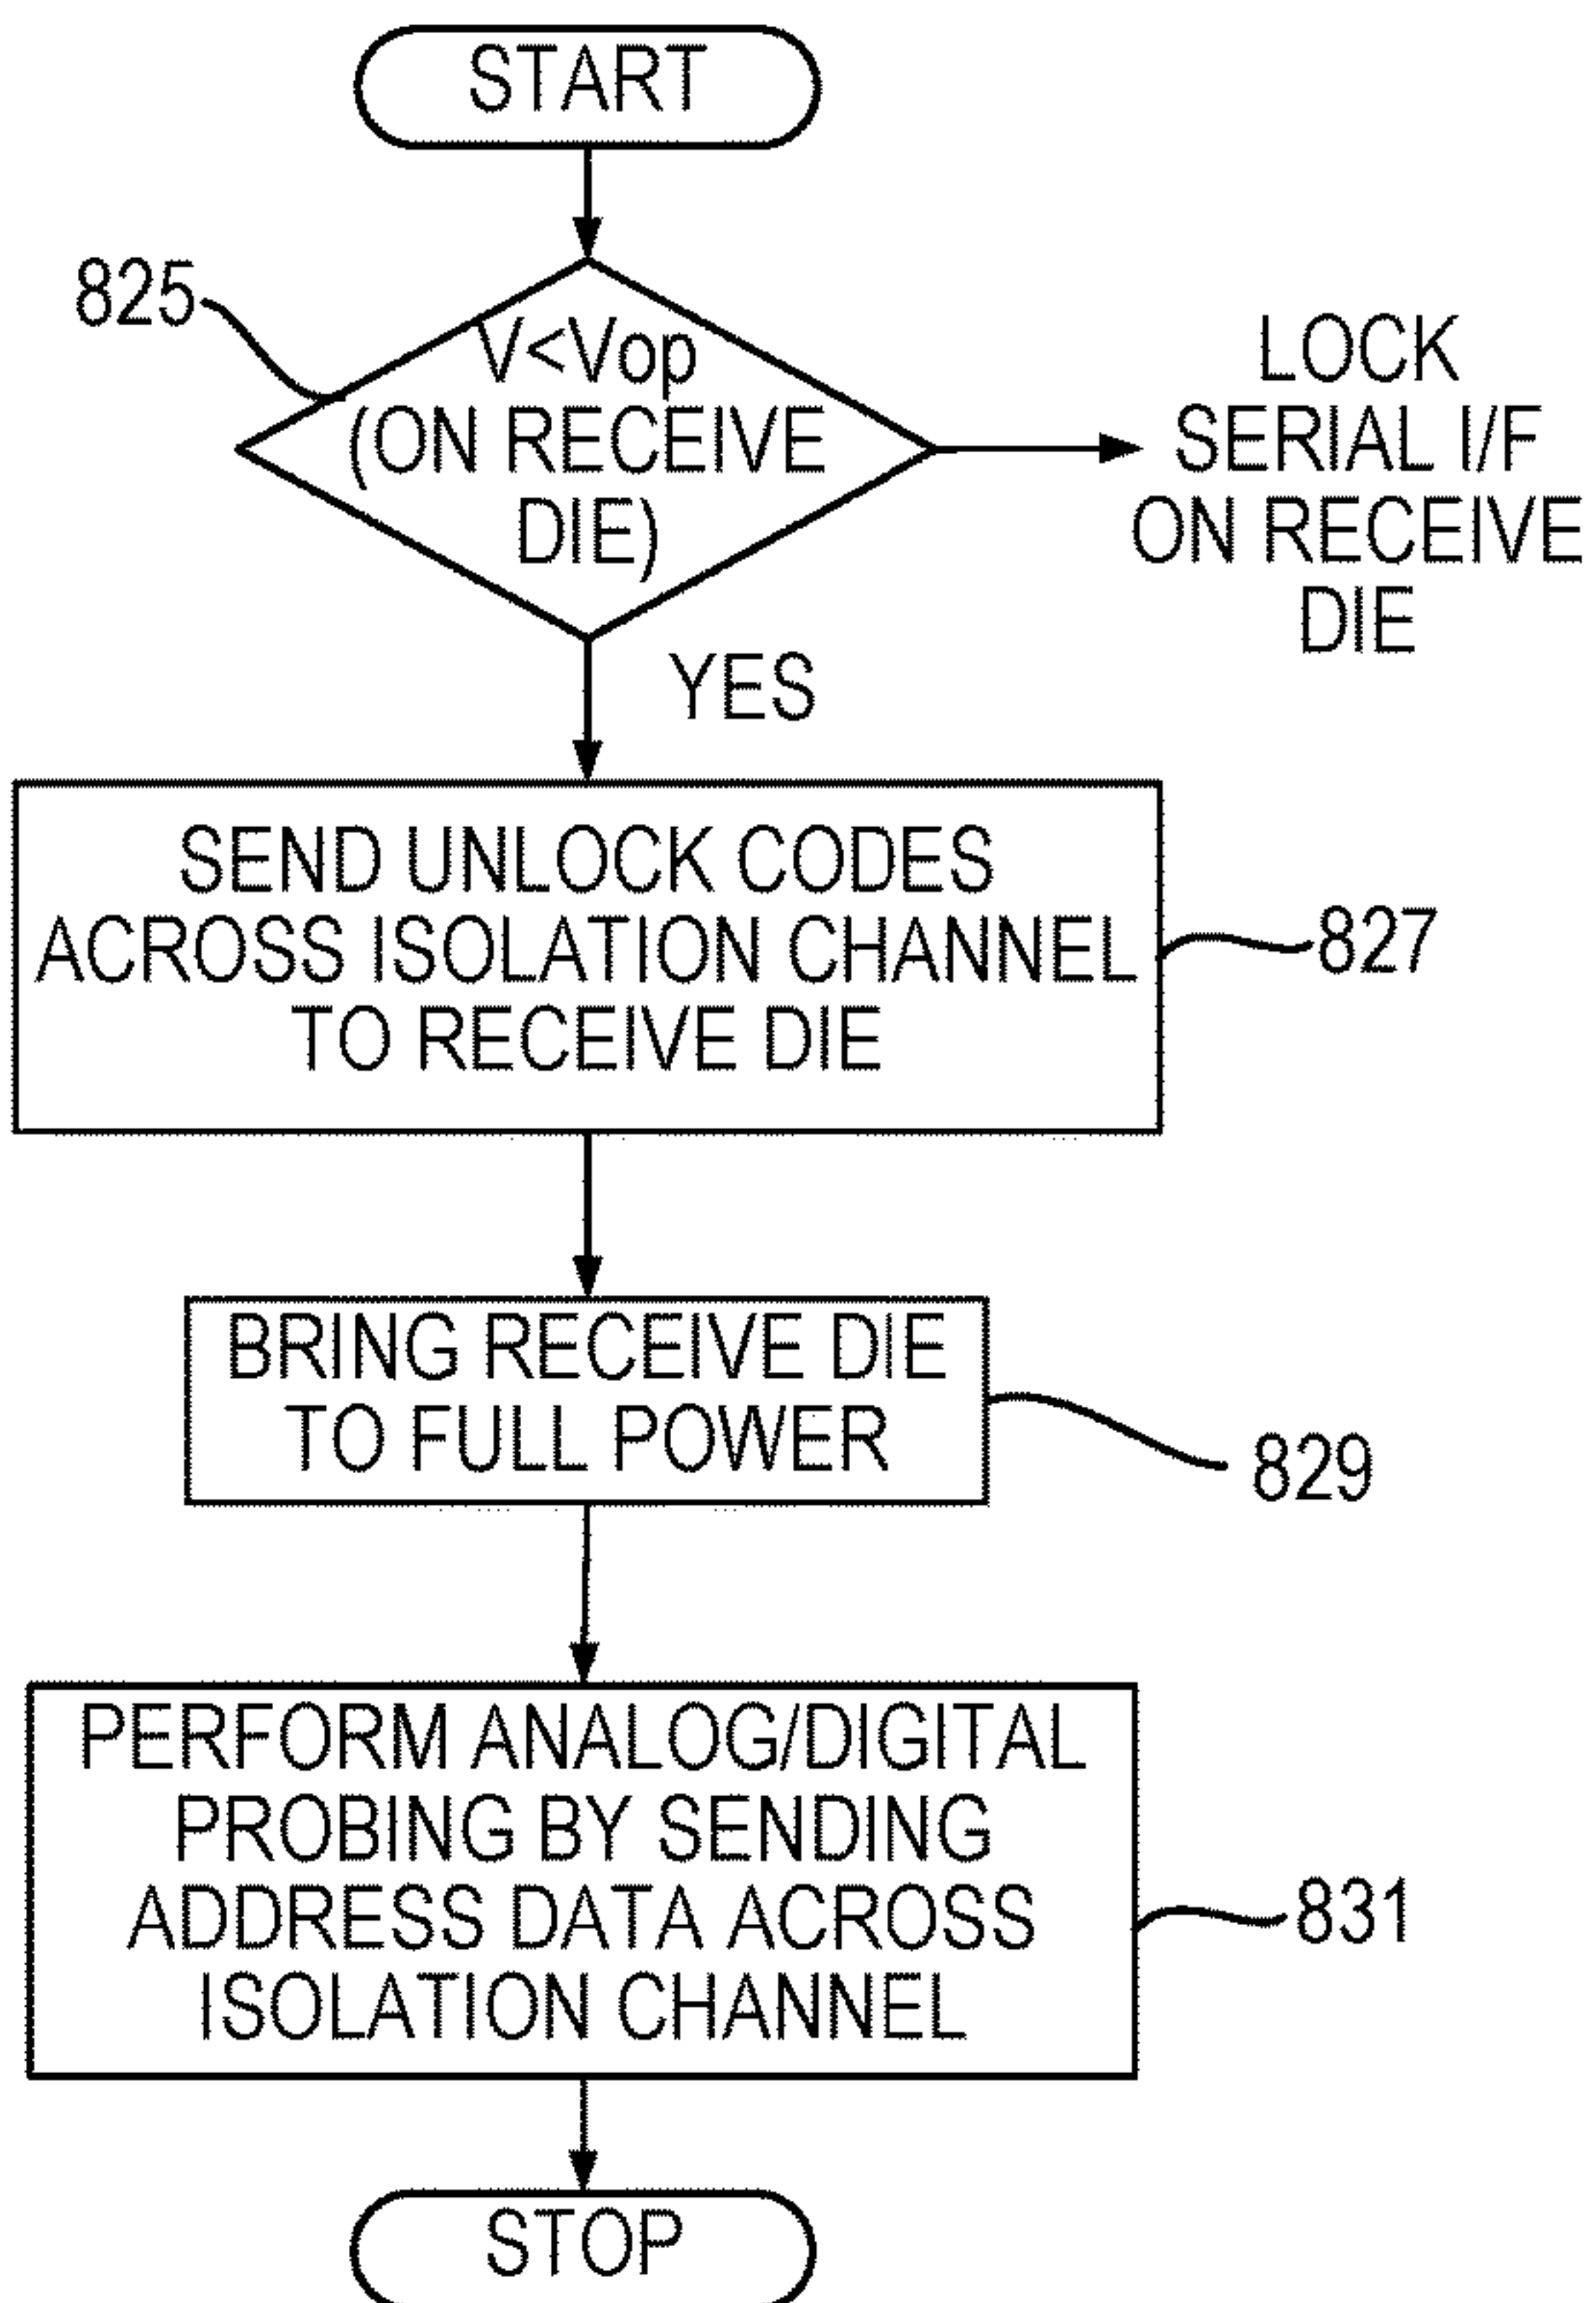 START
825
V<Vop
(ON RECEIVE
DIE)
LOCK
SERIAL I/F
ON RECEIVE
DIE
YES
SEND UNLOCK CODES
ACROSS ISOLATION CHANNEL
TO RECEIVE DIE
827
BRING RECEIVE DIE
TO FULL POWER
829
PERFORM ANALOG/DIGITAL
PROBING BY SENDING
ADDRESS DATA ACROSS
ISOLATION CHANNEL
831
STOP